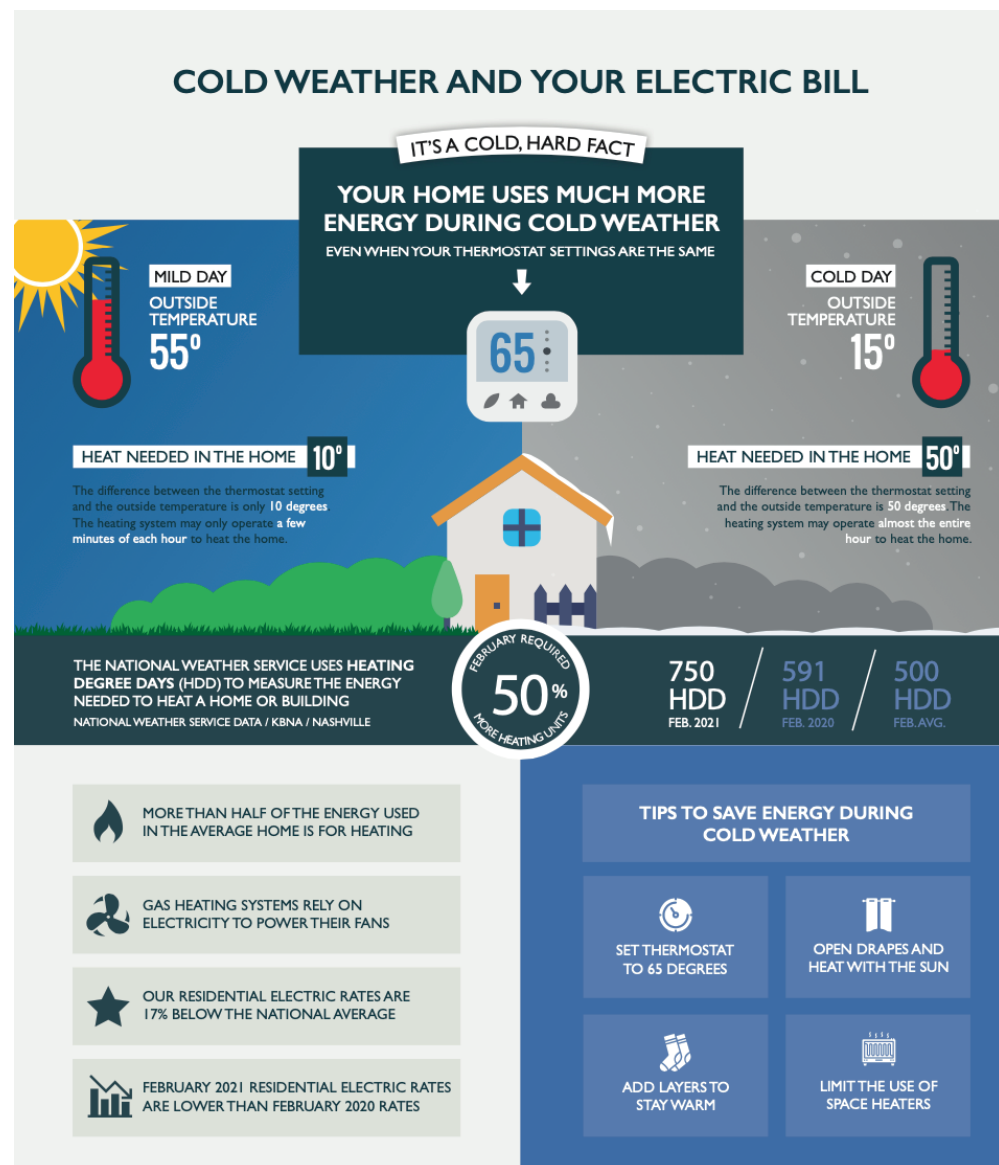 COLD WEATHER AND YOUR ELECTRIC BILL
IT'S A COLD, HARD FACT
YOUR HOME USES MUCH MORE
ENERGY DURING COLD WEATHER
EVEN WHEN YOUR THERMOSTAT SETTINGS ARE THE SAME
65
MILD DAY
OUTSIDE
TEMPERATURE
55°
COLD DAY
OUTSIDE
TEMPERATURE
15°
HEAT NEEDED IN THE HOME 10°
The difference between the thermostat setting
and the outside temperature is only 10 degrees.
The heating system may only operate a few
minutes of each hour to heat the home.
HEAT NEEDED IN THE HOME 50°
The difference between the thermostat setting
and the outside temperature is 50 degrees. The
heating system may operate almost the entire
hour to heat the home.
THE NATIONAL WEATHER SERVICE USES HEATING
DEGREE DAYS (HDD) TO MEASURE THE ENERGY
NEEDED TO HEAT A HOME OR BUILDING
NATIONAL WEATHER SERVICE DATA / KBNA / NASHVILLE
FEBRUARY REQUIRED
50%
MORE HEATING UNITS
750
HDD
FEB. 2021
591
HDD
FEB. 2020
500
HDD
FEB. AVG.
MORE THAN HALF OF THE ENERGY USED
IN THE AVERAGE HOME IS FOR HEATING
GAS HEATING SYSTEMS RELY ON
ELECTRICITY TO POWER THEIR FANS
OUR RESIDENTIAL ELECTRIC RATES ARE
17% BELOW THE NATIONAL AVERAGE
FEBRUARY 2021 RESIDENTIAL ELECTRIC RATES
ARE LOWER THAN FEBRUARY 2020 RATES
TIPS TO SAVE ENERGY DURING
COLD WEATHER
SET THERMOSTAT
TO 65 DEGREES
OPEN DRAPES AND
HEAT WITH THE SUN
ADD LAYERS TO
STAY WARM
LIMIT THE USE OF
SPACE HEATERS